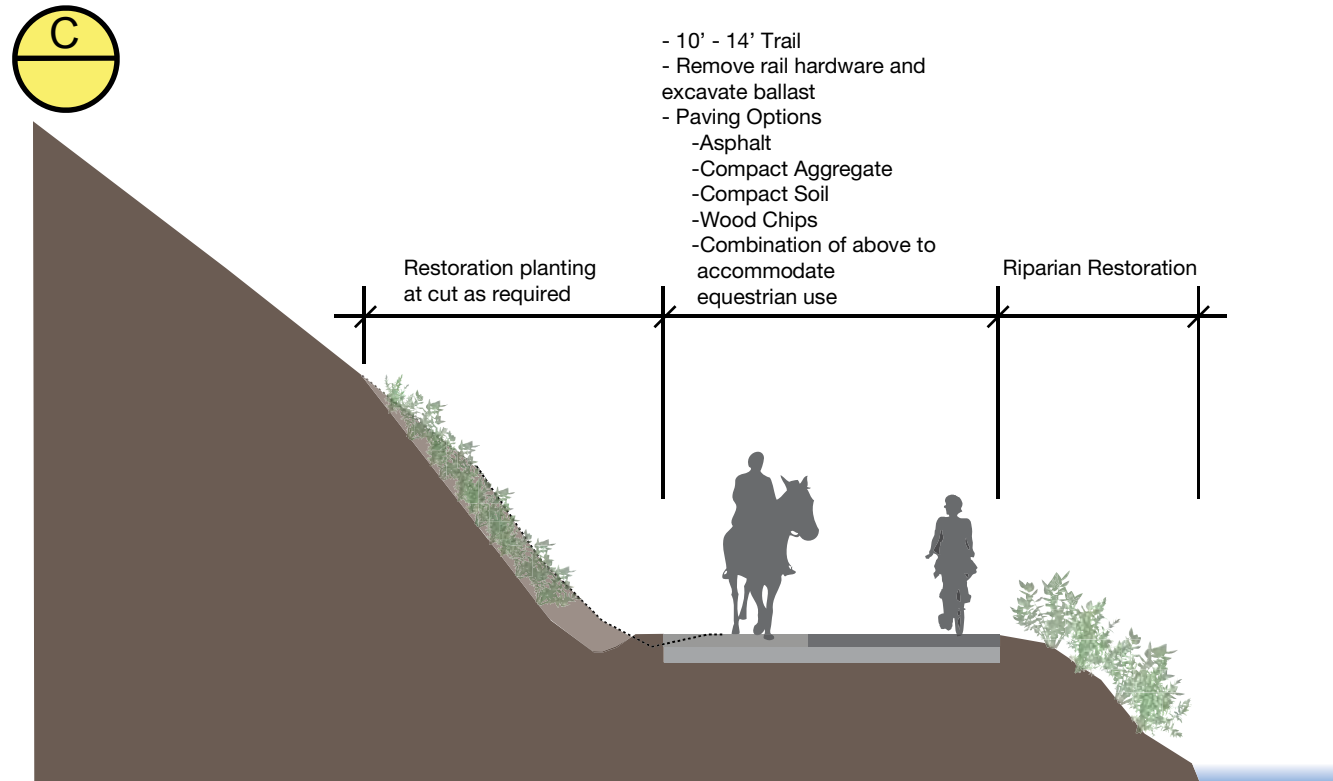 C
- 10’ - 14’ Trail
- Remove rail hardware and
excavate ballast
- Paving Options
-Asphalt
-Compact Aggregate
-Compact Soil
-Wood Chips
-Combination of above to
accommodate
equestrian use
Restoration planting
at cut as required
Riparian Restoration